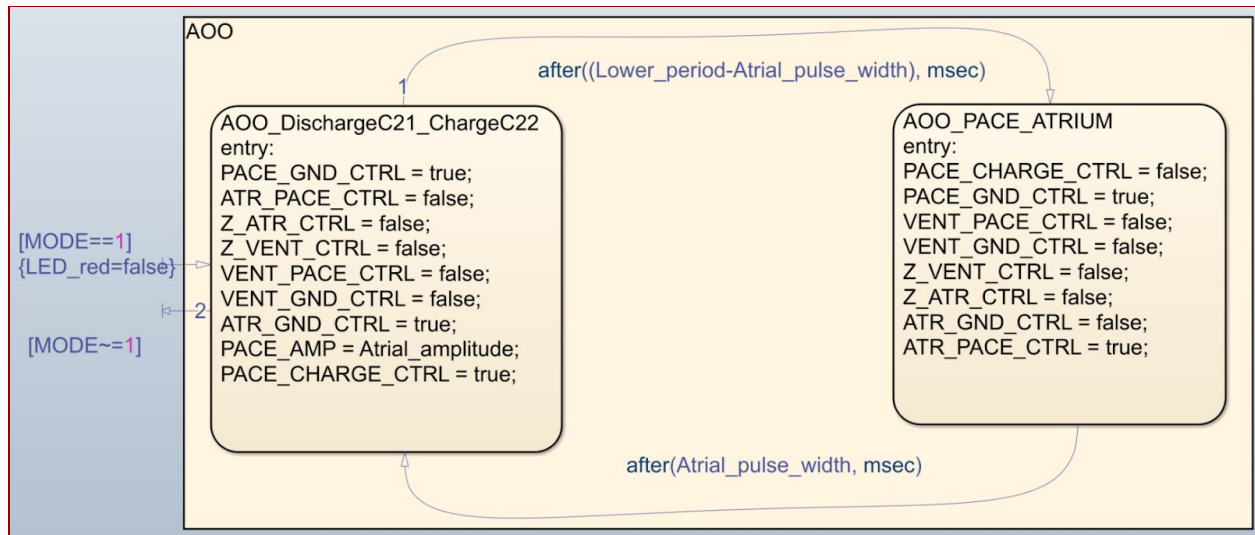 AOO
1
after((Lower_period-Atrial_pulse_width), msec)
AOO_DischargeC21_ChargeC22
entry:
PACE_GND_CTRL = true;
ATR_PACE_CTRL = false;
Z_ATR_CTRL = false;
Z_VENT_CTRL = false;
VENT_PACE_CTRL = false;
VENT_GND_CTRL = false;
ATR_GND_CTRL = true;
PACE_AMP = Atrial_amplitude;
PACE_CHARGE_CTRL = true;
AOO_PACE_ATRIUM
entry:
PACE_CHARGE_CTRL = false;
PACE_GND_CTRL = true;
VENT_PACE_CTRL = false;
VENT_GND_CTRL = false;
Z_VENT_CTRL = false;
Z_ATR_CTRL = false;
ATR_GND_CTRL = false;
ATR_PACE_CTRL = true;
[MODE==1]
{LED_red=false}
2
[MODE~=1]
after(Atrial_pulse_width, msec)